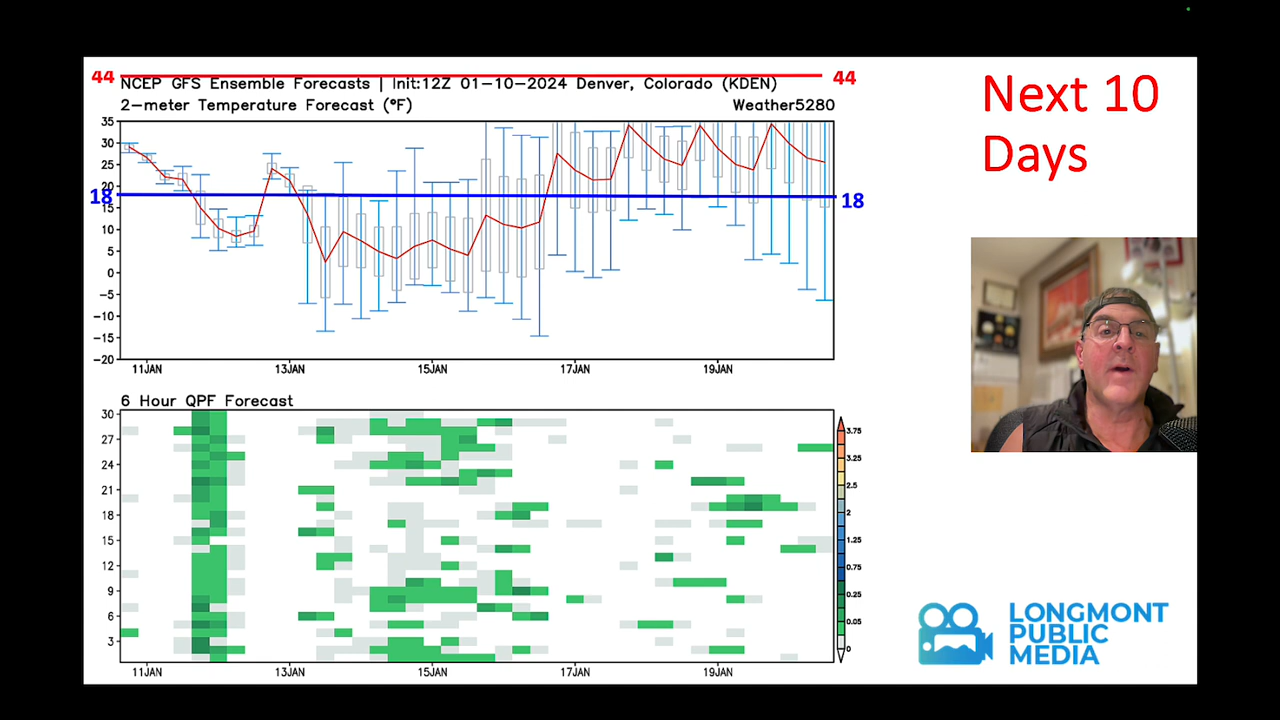 44
44
NCEP GFS Ensemble Forecasts | Init:12Z 01-10-2024 Denver, Colorado (KDEN)
2-meter Temperature Forecast (°F)
Weather5280
35
30
25
20
18
18
15
10
5
0
-5
-10
-15
-20
11JAN
13JAN
15JAN
17JAN
19JAN
6 Hour QPF Forecast
30
27
24
21
18
15
12
9
6
3
11JAN
13JAN
15JAN
17JAN
19JAN
3.75
3.25
2.5
2
1.25
0.75
0.25
0.05
0
Next 10
Days
LONGMONT
PUBLIC
MEDIA